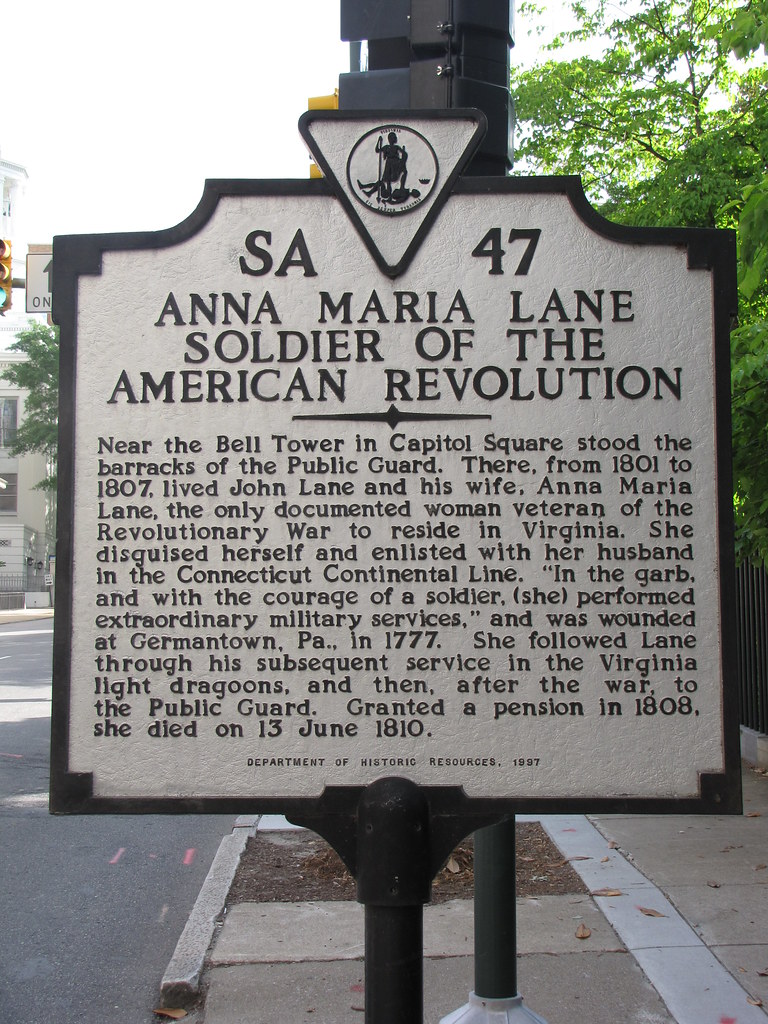 VIRGINIA
SIC SEMPER TYRANNIS
SA 47
ANNA MARIA LANE
SOLDIER OF THE
AMERICAN REVOLUTION
Near the Bell Tower in Capitol Square stood the
barracks of the Public Guard. There, from 1801 to
1807, lived John Lane and his wife, Anna Maria
Lane, the only documented woman veteran of the
Revolutionary War to reside in Virginia. She
disguised herself and enlisted with her husband
in the Connecticut Continental Line. "In the garb,
and with the courage of a soldier, (she) performed
extraordinary military services," and was wounded
at Germantown, Pa., in 1777. She followed Lane
through his subsequent service in the Virginia
light dragoons, and then, after the war, to
the Public Guard. Granted a pension in 1808,
she died on 13 June 1810.
DEPARTMENT OF HISTORIC RESOURCES, 1997
ON